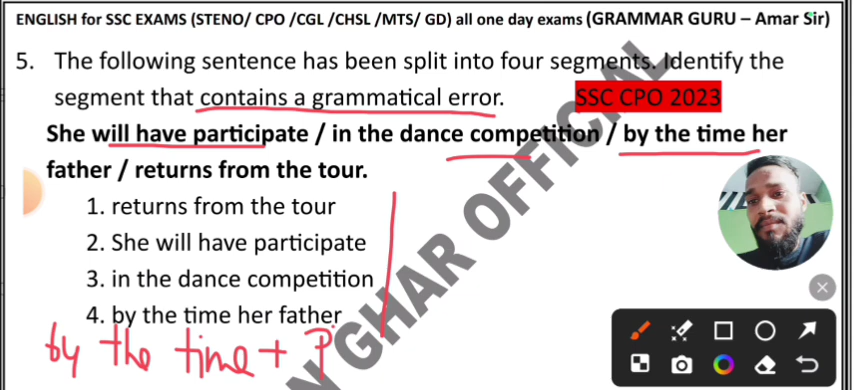 ENGLISH for SSC EXAMS (STENO/ CPO /CGL /CHSL /MTS/ GD) all one day exams (GRAMMAR GURU – Amar Sir)
5. The following sentence has been split into four segments. Identify the
segment that contains a grammatical error. SSC CPO 2023
She will have participate / in the dance competition / by the time her
father / returns from the tour.
1. returns from the tour
2. She will have participate
3. in the dance competition
4. by the time her father
by the time + P
GHAR OFFICIAL